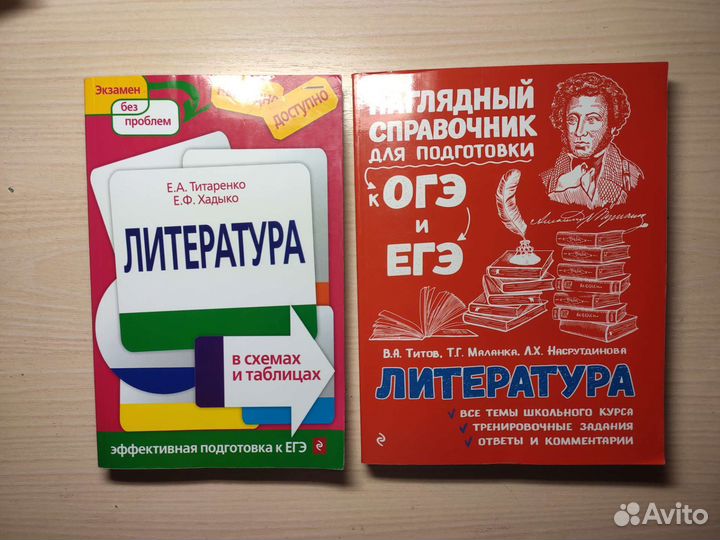 Экзамен
без
проблем
доступно
Е.А. Титаренко
Е.Ф. Хадыко
ЛИТЕРАТУРА
в схемах
и таблицах
эффективная подготовка к ЕГЭ
НАГЛЯДНЫЙ
СПРАВОЧНИК
ДЛЯ ПОДГОТОВКИ
К ОГЭ
И
ЕГЭ
В.А. Титов, Т.Г. Маланка, Л.Х. Насрутдинова
ЛИТЕРАТУРА
ВСЕ ТЕМЫ ШКОЛЬНОГО КУРСА
ТРЕНИРОВОЧНЫЕ ЗАДАНИЯ
ОТВЕТЫ И КОММЕНТАРИИ
Avito